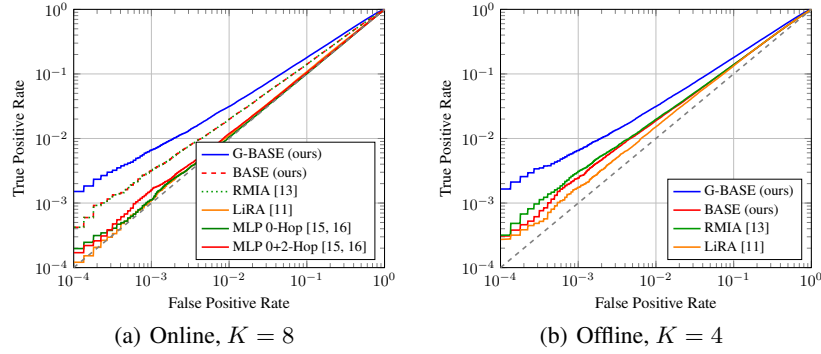 10^0
10^−1
10^−2
10^−3
10^−4
True Positive Rate
G-BASE (ours)
BASE (ours)
RMIA [13]
LiRA [11]
MLP 0-Hop [15, 16]
MLP 0+2-Hop [15, 16]
10^−4 10^−3 10^−2 10^−1 10^0
False Positive Rate
(a) Online, K = 8
10^0
10^−1
10^−2
10^−3
10^−4
True Positive Rate
G-BASE (ours)
BASE (ours)
RMIA [13]
LiRA [11]
10^−4 10^−3 10^−2 10^−1 10^0
False Positive Rate
(b) Offline, K = 4